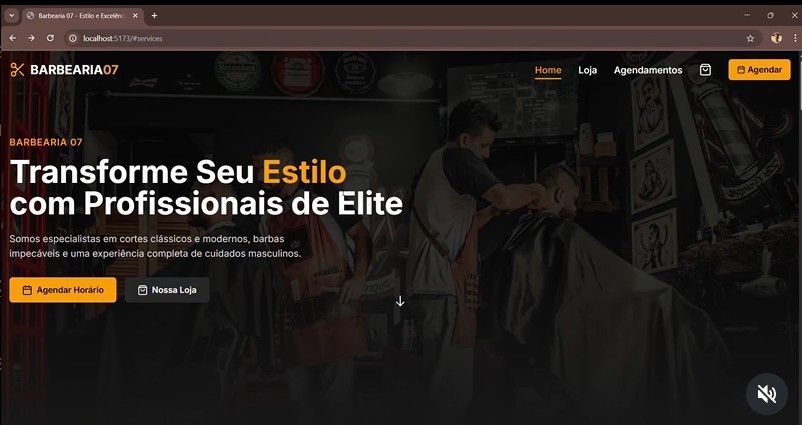 Barbearia 07 - Estilo e Excelênc
localhost:5173/#services
BARBEARIA07
Home
Loja
Agendamentos
Agendar
BARBEARIA 07
Transforme Seu Estilo
com Profissionais de Elite
Somos especialistas em cortes clássicos e modernos, barbas
impecáveis e uma experiência completa de cuidados masculinos.
Agendar Horário
Nossa Loja